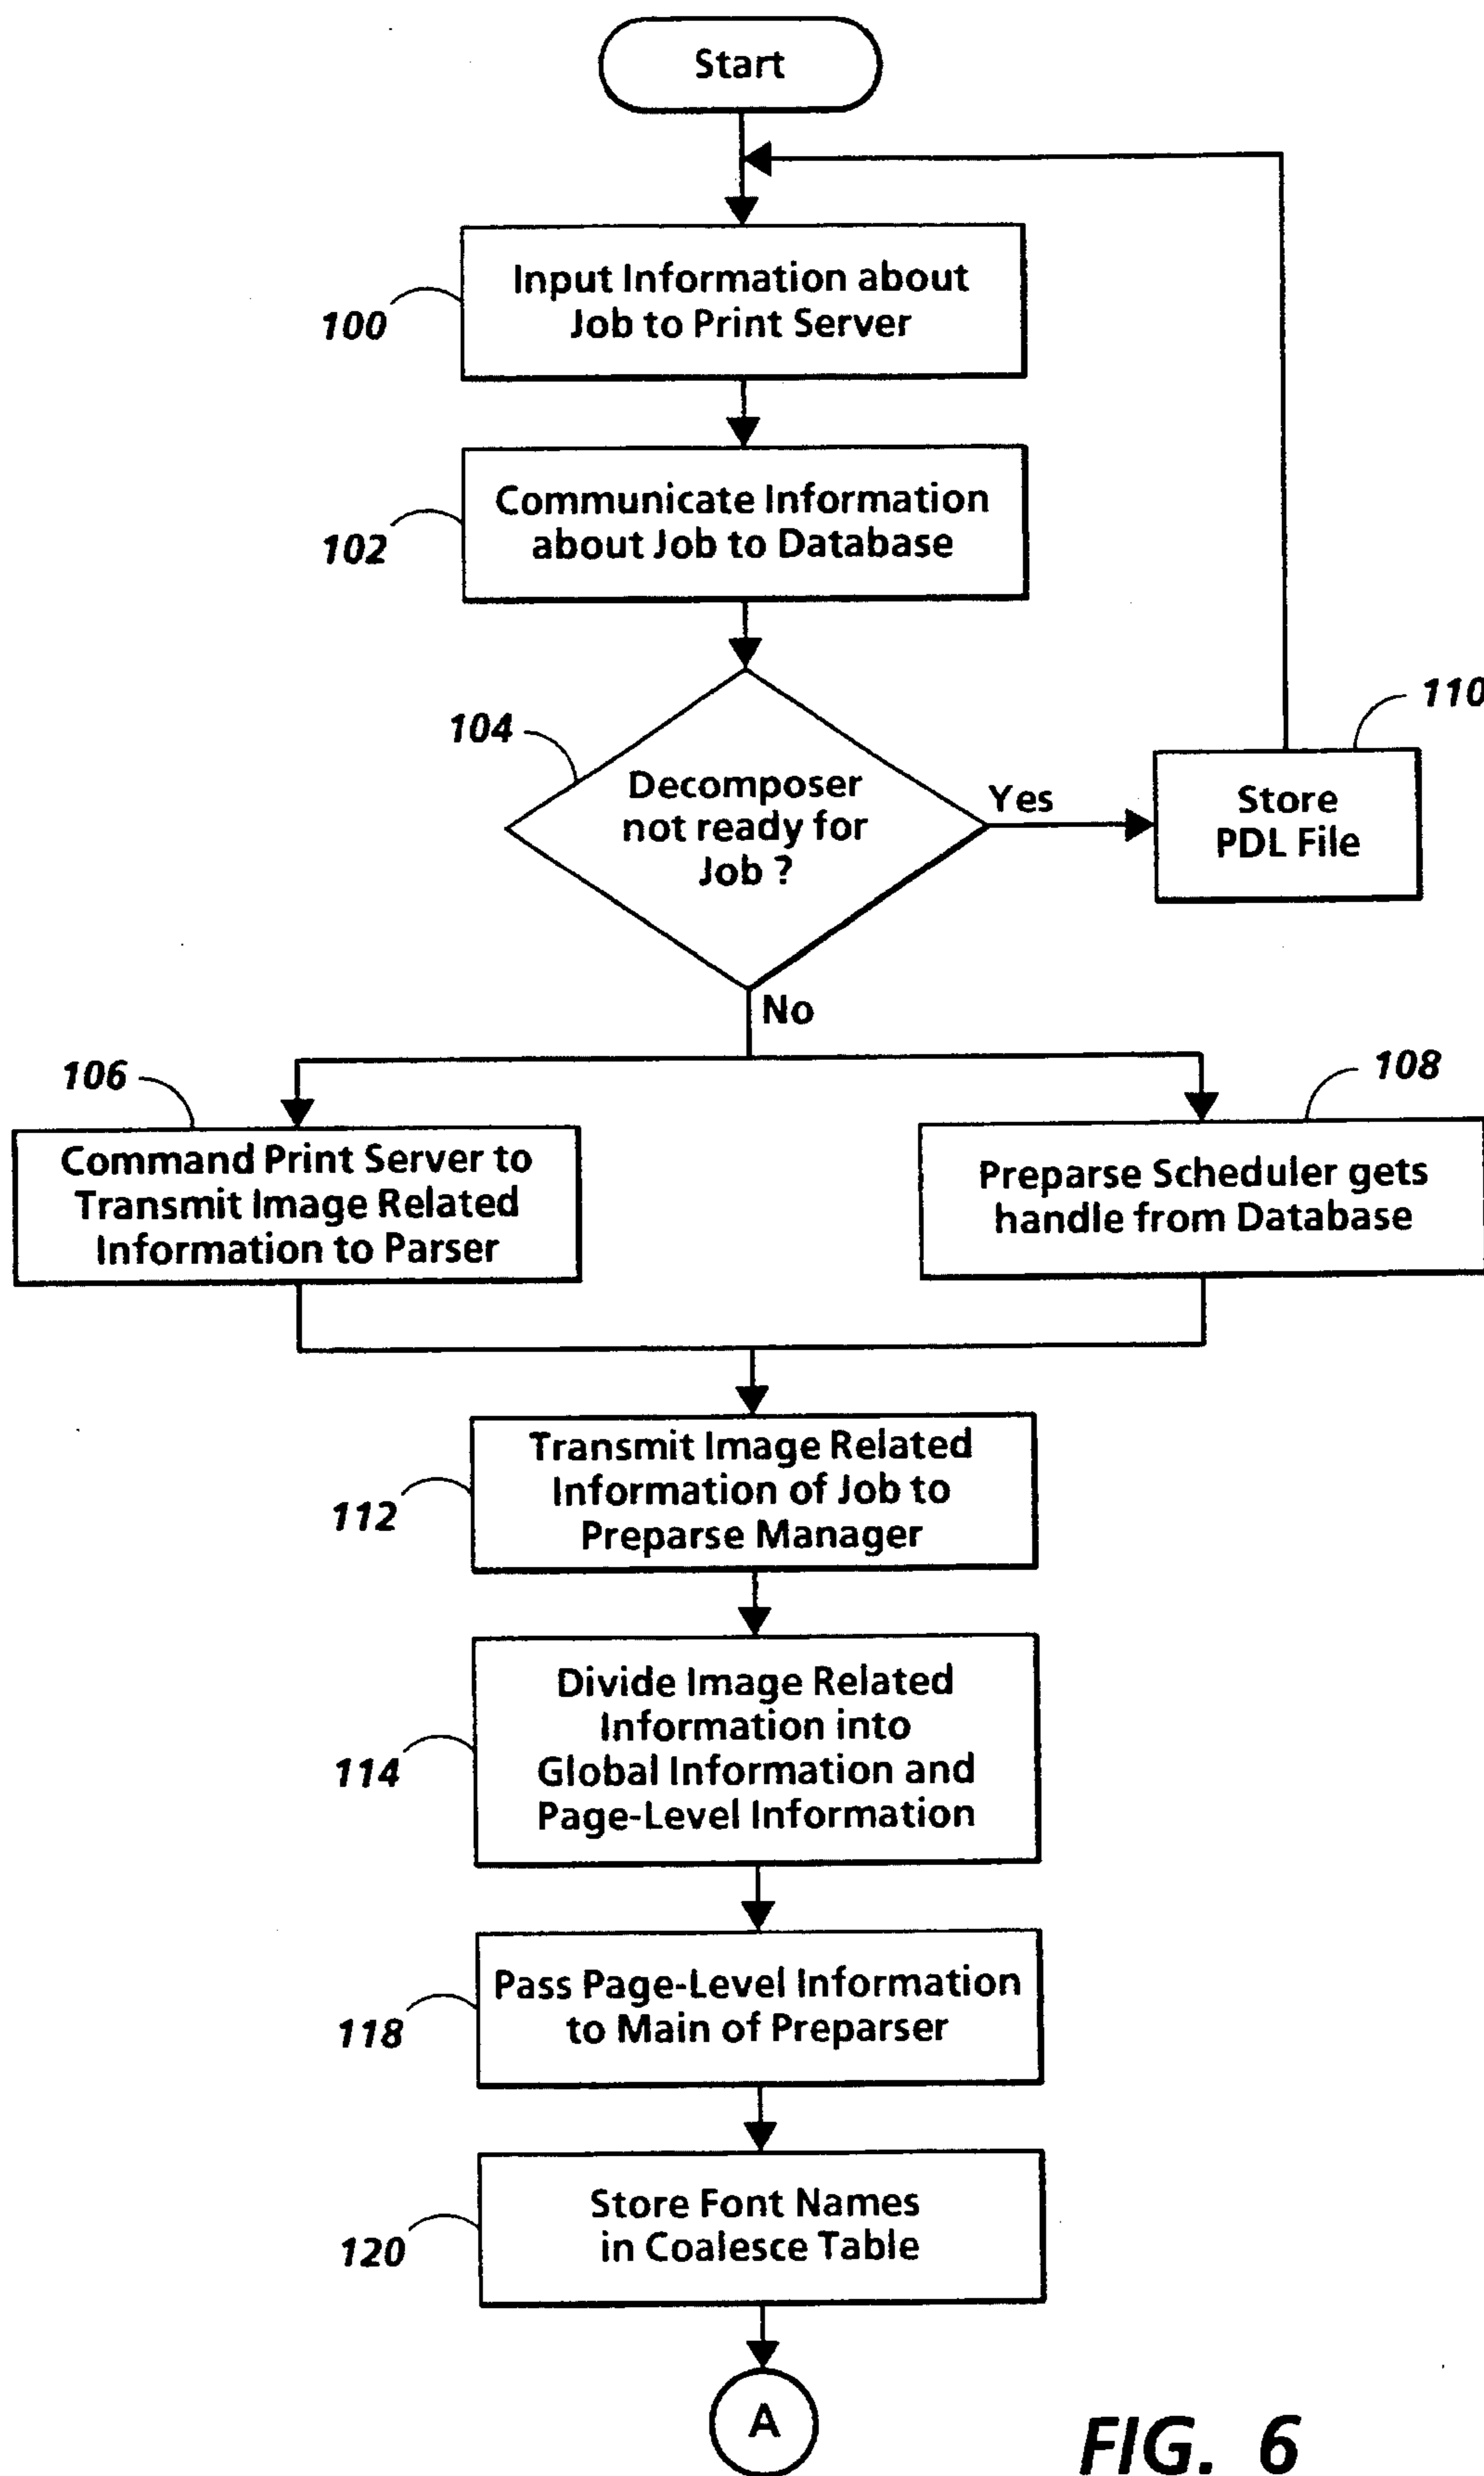 Start
Input Information about
Job to Print Server
100
Communicate Information
about Job to Database
102
104
Decomposer
not ready for
Job ?
Yes
110
Store
PDL File
No
106
Command Print Server to
Transmit Image Related
Information to Parser
108
Preparse Scheduler gets
handle from Database
Transmit Image Related
Information of Job to
Preparse Manager
112
Divide Image Related
Information into
Global Information and
Page-Level Information
114
Pass Page-Level Information
to Main of Preparser
118
Store Font Names
in Coalesce Table
120
A
FIG. 6